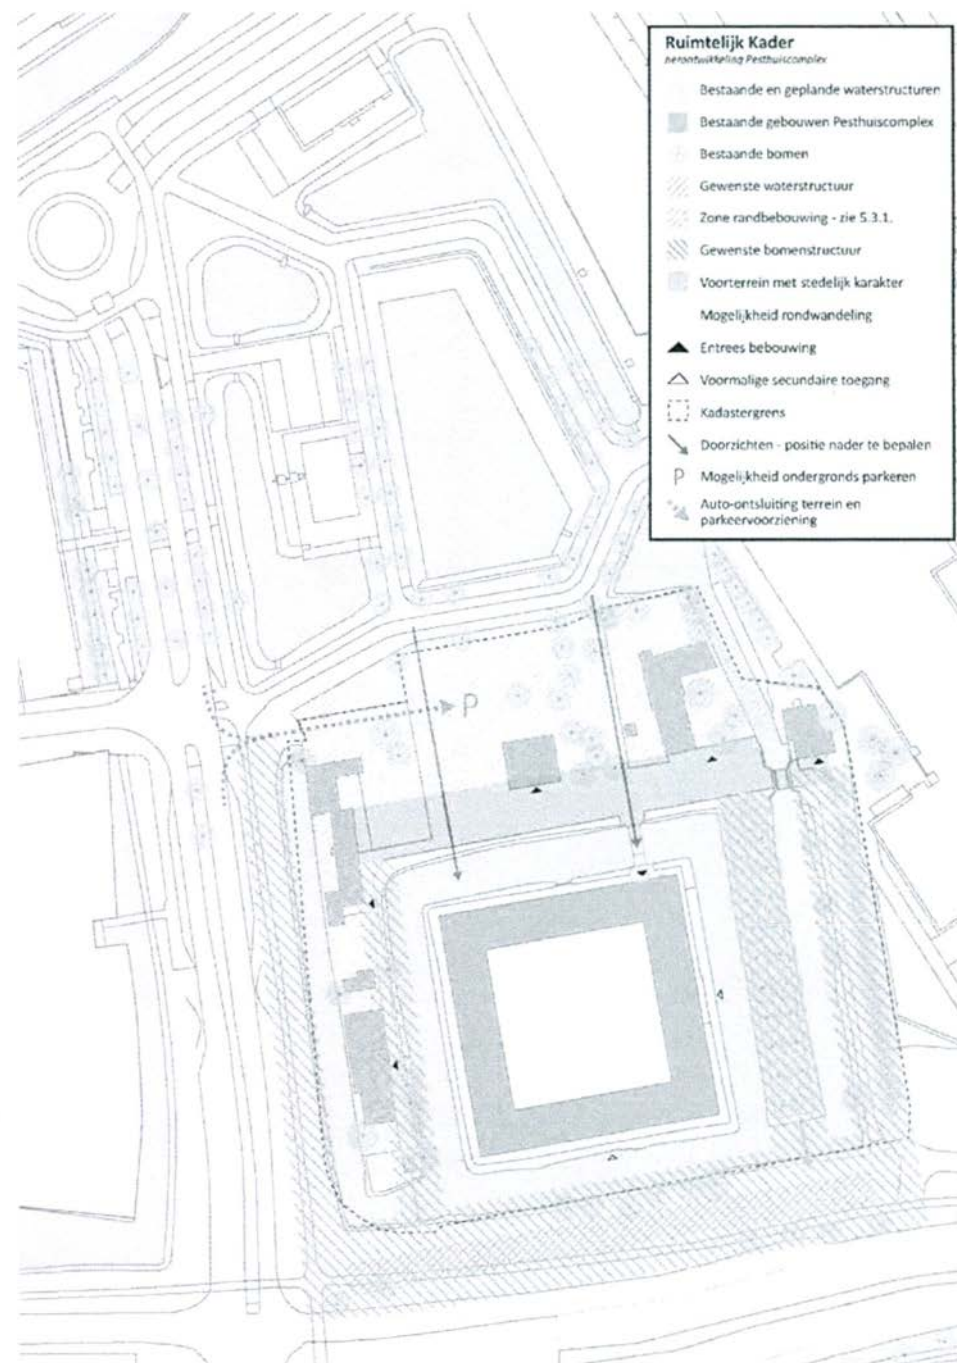 Ruimtelijk Kader
herontwikkeling Pesthuiscomplex
Bestaande en geplande waterstructuren
Bestaande gebouwen Pesthuiscomplex
Bestaande bomen
Gewenste waterstructuur
Zone randbebouwing - zie 5.3.1.
Gewenste bomenstructuur
Voorterrein met stedelijk karakter
Mogelijkheid rondwandeling
Entrees bebouwing
Voormalige secundaire toegang
Kadastergrens
Doorzichten - positie nader te bepalen
P Mogelijkheid ondergronds parkeren
Auto-ontsluiting terrein en
parkeervoorziening
P